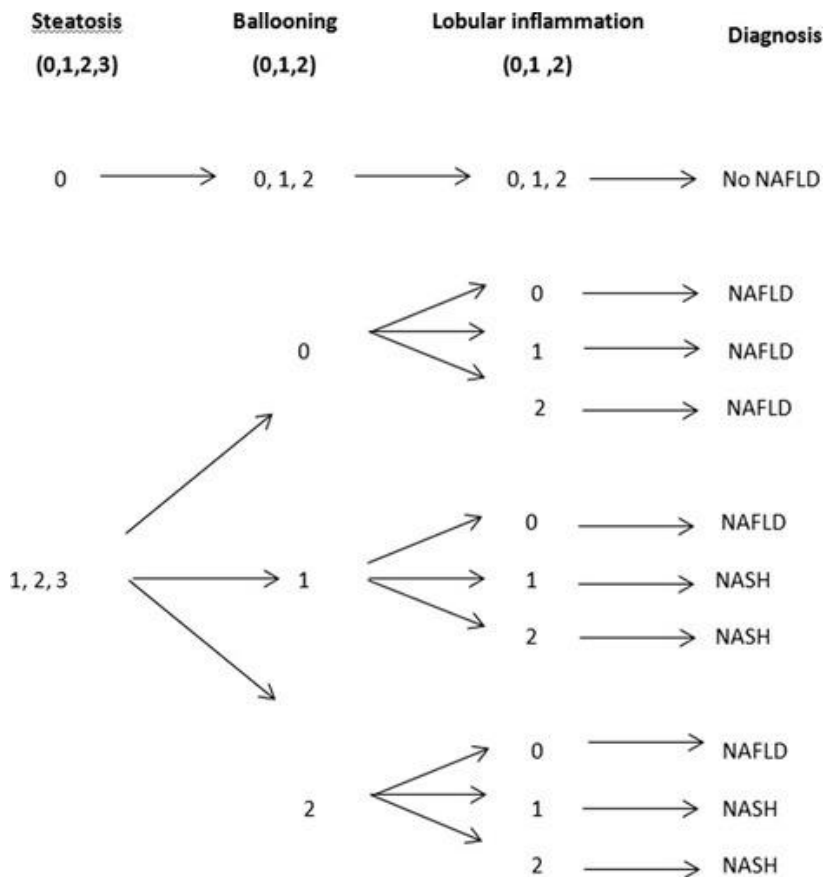 Steatosis Ballooning Lobular inflammation Diagnosis
(0,1,2,3) (0,1,2) (0,1 ,2)
0 0, 1, 2 0, 1, 2 No NAFLD
0 NAFLD
0 1 NAFLD
2 NAFLD
0 NAFLD
1, 2, 3 1 1 NASH
2 NASH
0 NAFLD
2 1 NASH
2 NASH